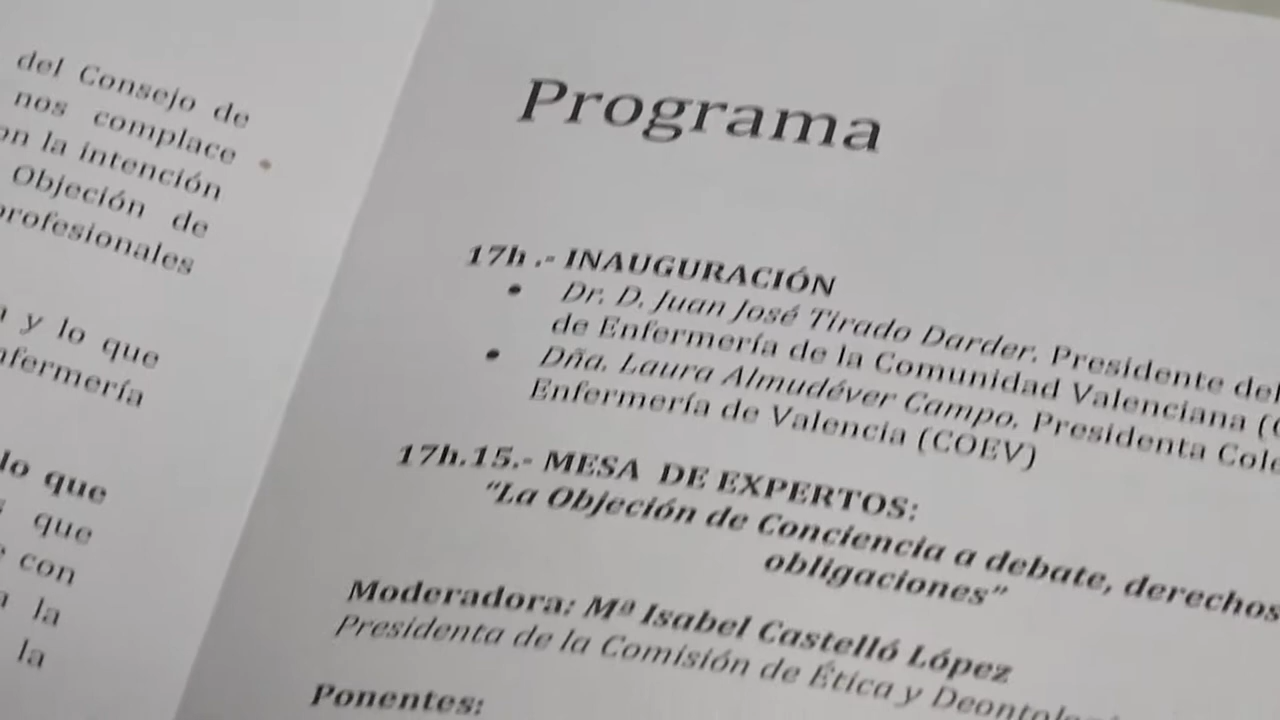 del Consejo de
nos complace
la intención
Objeción de
profesionales
y lo que
lo que
que
con
la
la
Programa
17h .- INAUGURACIÓN
• Dr. D. Juan José Tirado Darder. Presidente del
de Enfermería de la Comunidad Valenciana (
• Dña. Laura Almudéver Campo. Presidenta
Enfermería de Valencia (COEV)
17h.15.- MESA DE EXPERTOS:
"La Objeción de Conciencia a debate, derechos
obligaciones"
Moderadora: Mª Isabel Castelló López
Presidenta de la Comisión de Ética y
Ponentes: